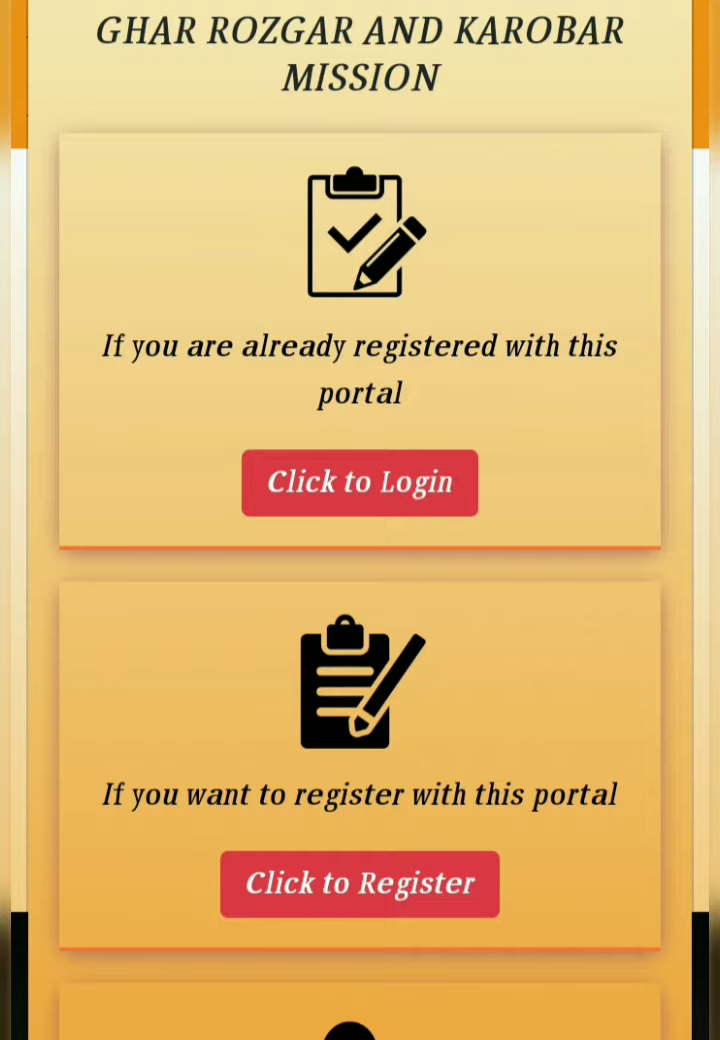 GHAR ROZGAR AND KAROBAR
MISSION
If you are already registered with this
portal
Click to Login
If you want to register with this portal
Click to Register